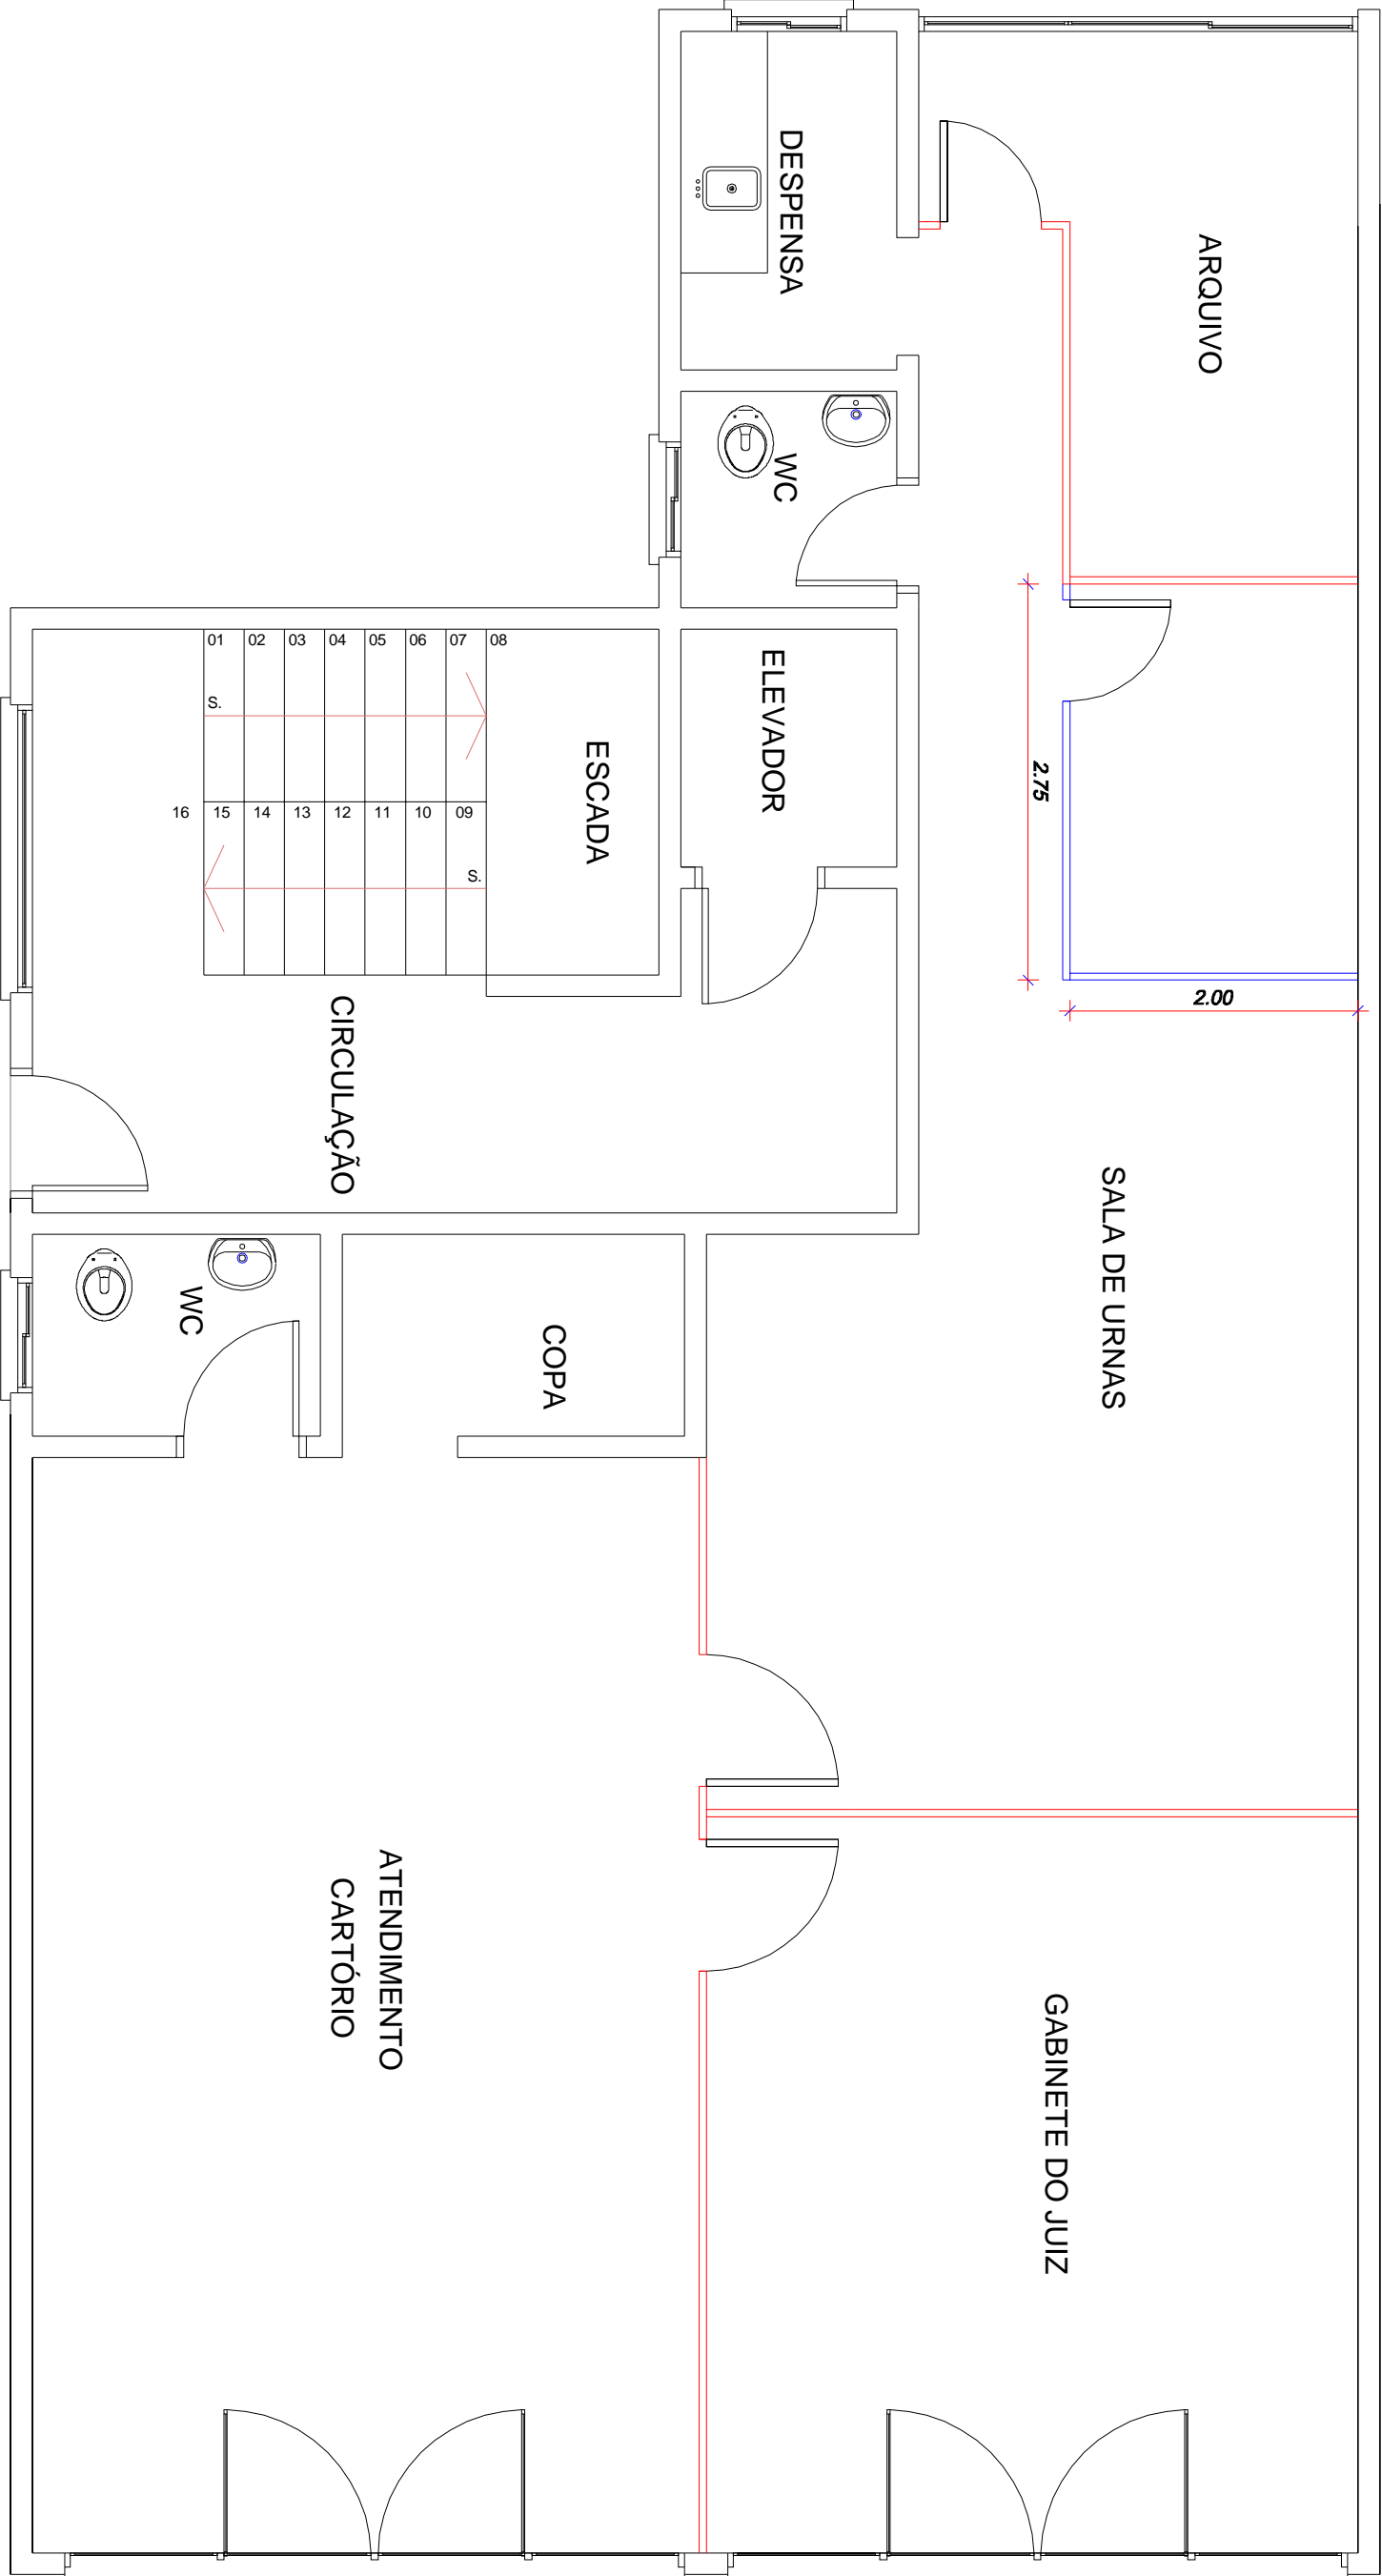 DESPENSA
ARQUIVO
WC
01 02 03 04 05 06 07 08
S.
ELEVADOR
ESCADA
2.75
16 15 14 13 12 11 10 09
S.
2.00
CIRCULAÇÃO
SALA DE URNAS
WC
COPA
ATENDIMENTO
CARTÓRIO
GABINETE DO JUIZ